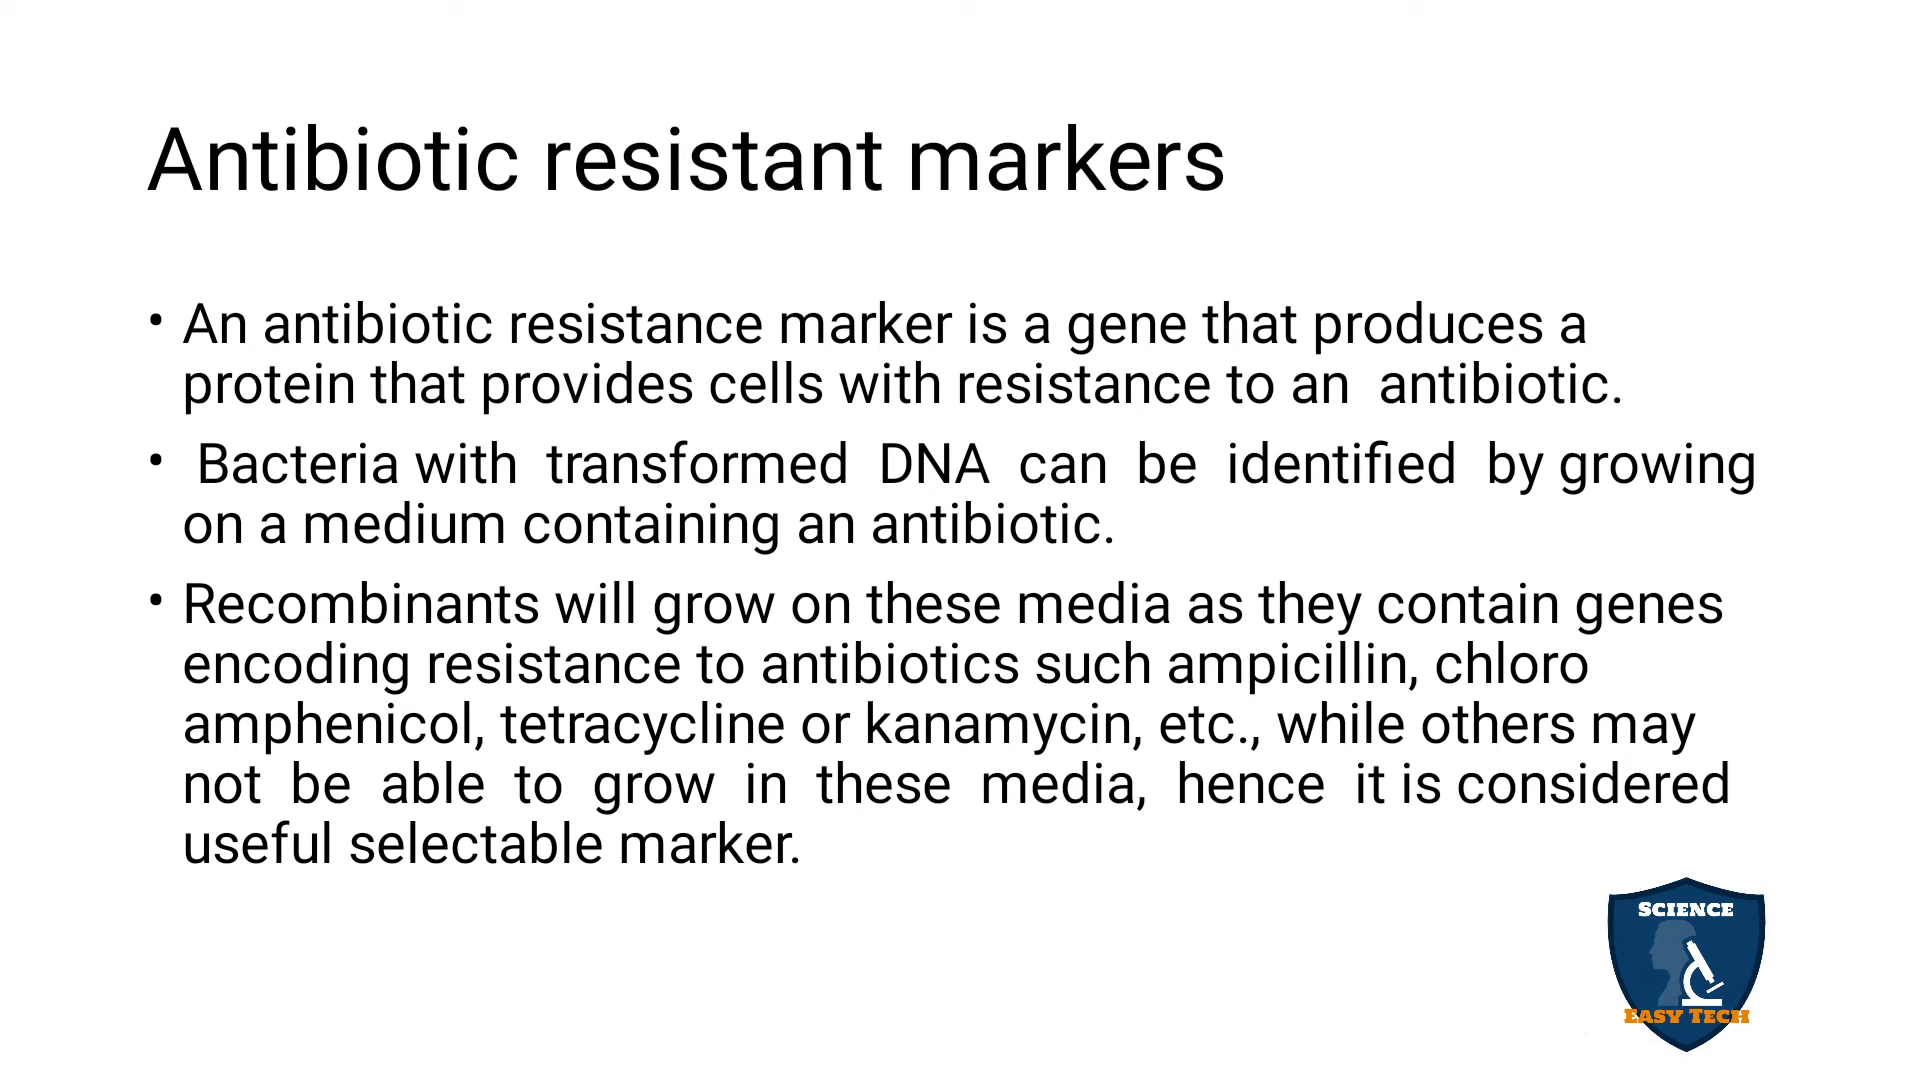 Antibiotic resistant markers
• An antibiotic resistance marker is a gene that produces a
protein that provides cells with resistance to an antibiotic.
• Bacteria with transformed DNA can be identified by growing
on a medium containing an antibiotic.
• Recombinants will grow on these media as they contain genes
encoding resistance to antibiotics such ampicillin, chloro
amphenicol, tetracycline or kanamycin, etc., while others may
not be able to grow in these media, hence it is considered
useful selectable marker.
SCIENCE
EASY TECH